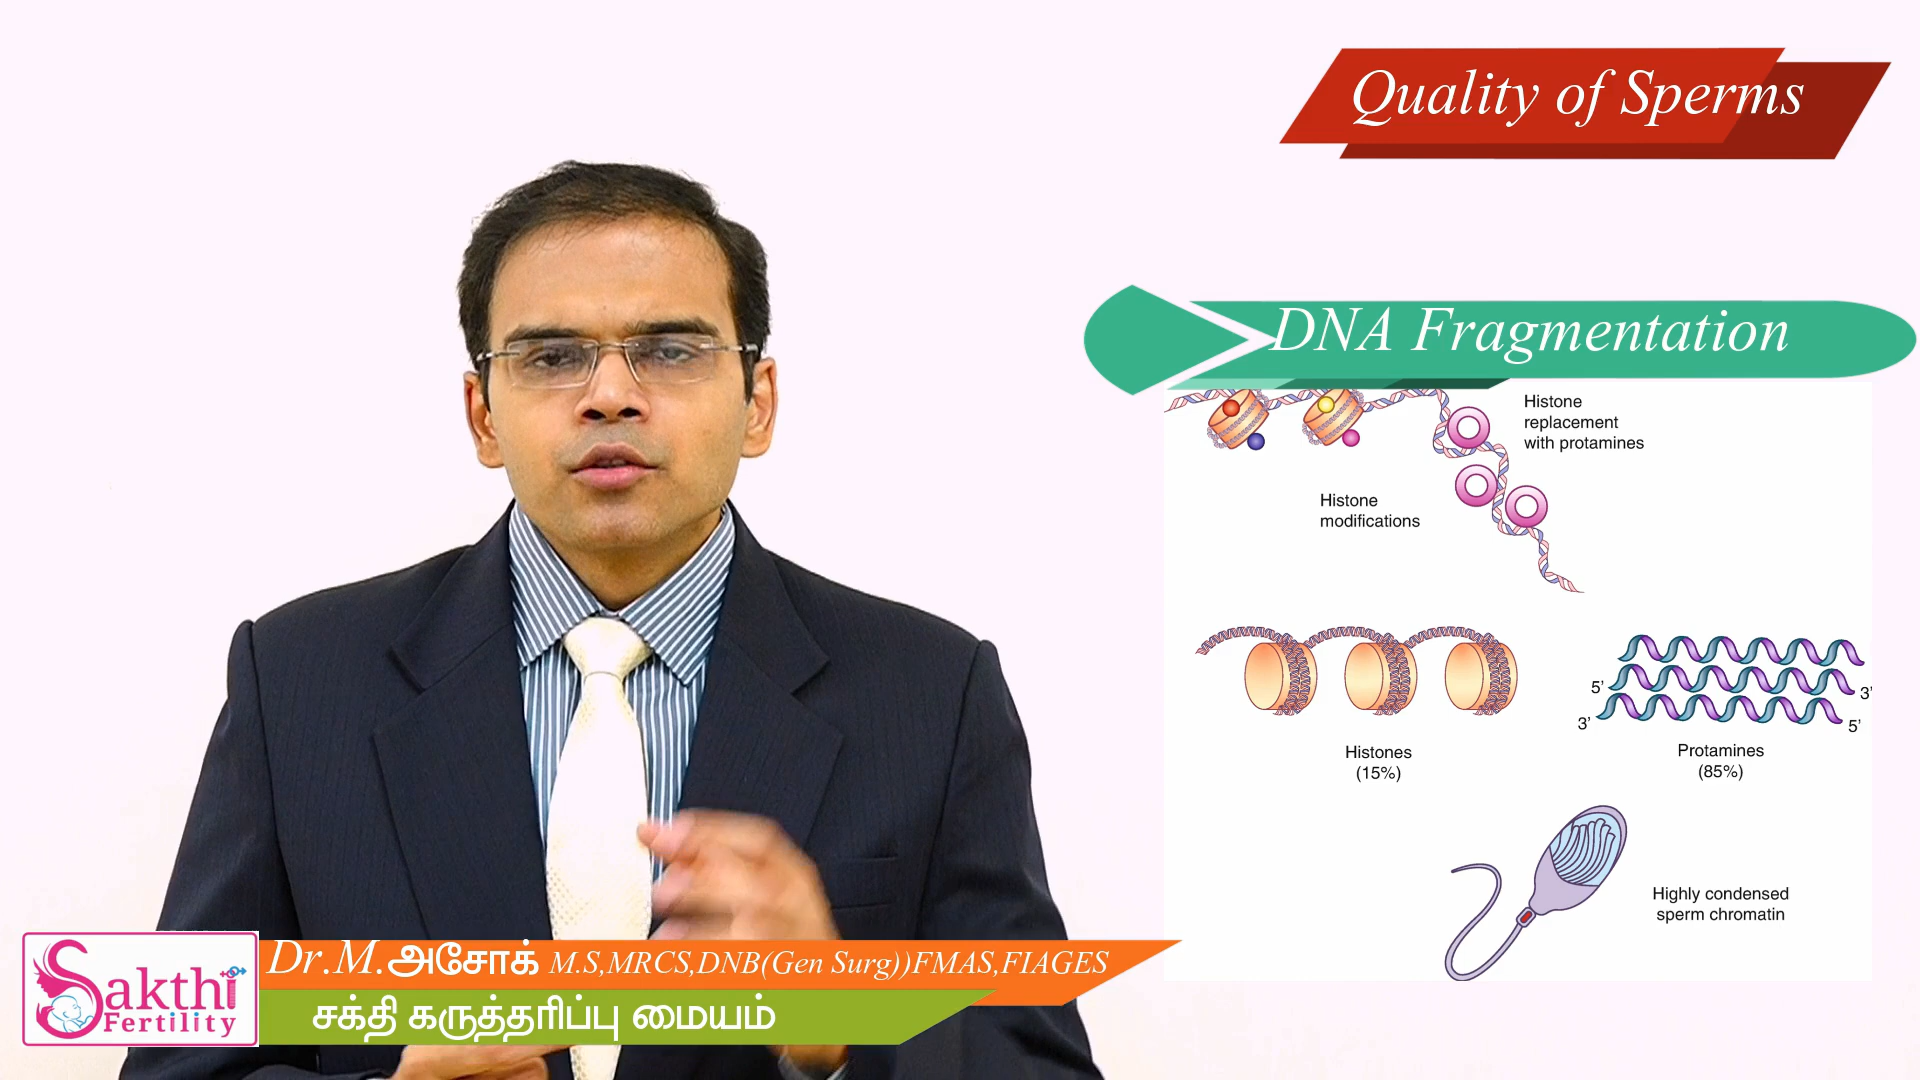 Quality of Sperms
DNA Fragmentation
Histone
replacement
with protamines
Histone
modifications
5’
3’
3’
5’
Histones
(15%)
Protamines
(85%)
Highly condensed
sperm chromatin
Sakthi
Fertility
Dr.M.அசோக் M.S,MRCS,DNB(Gen Surg))FMAS,FIAGES
சக்தி கருத்தரிப்பு மையம்